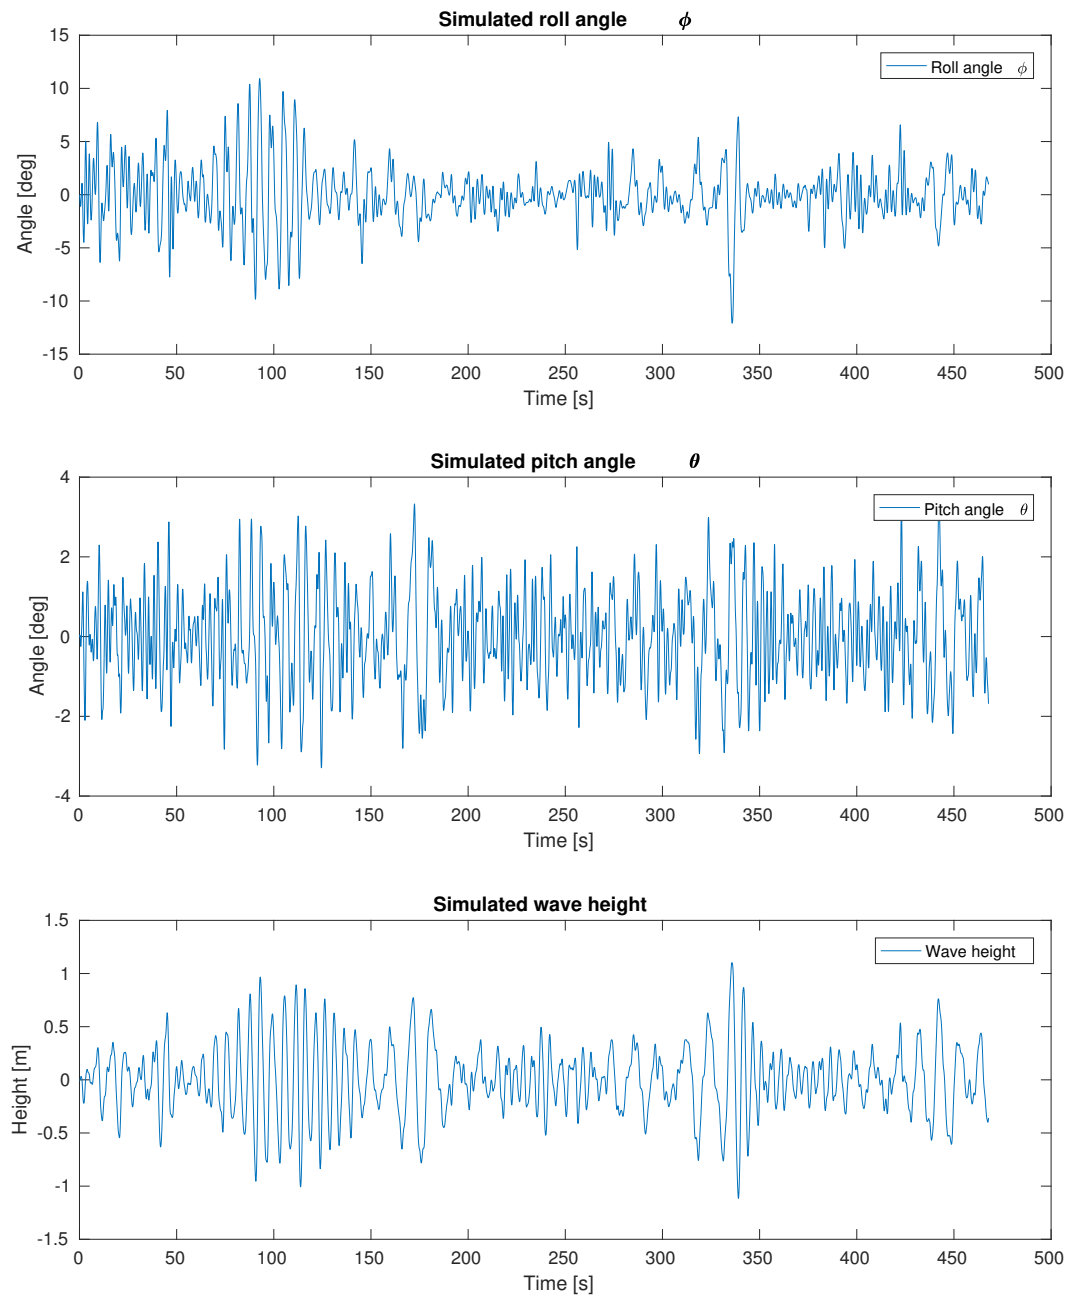 Simulated roll angle ϕ
15
10
5
0
-5
-10
-15
Angle [deg]
Roll angle ϕ
0 50 100 150 200 250 300 350 400 450 500
Time [s]
Simulated pitch angle θ
4
2
0
-2
-4
Angle [deg]
Pitch angle θ
0 50 100 150 200 250 300 350 400 450 500
Time [s]
Simulated wave height
1.5
1
0.5
0
-0.5
-1
-1.5
Height [m]
Wave height
0 50 100 150 200 250 300 350 400 450 500
Time [s]